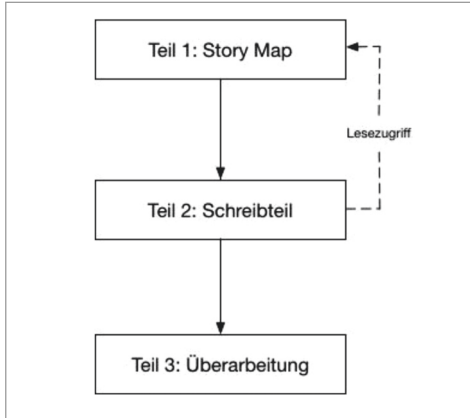 Teil 1: Story Map
Lesezugriff
Teil 2: Schreibteil
Teil 3: Überarbeitung